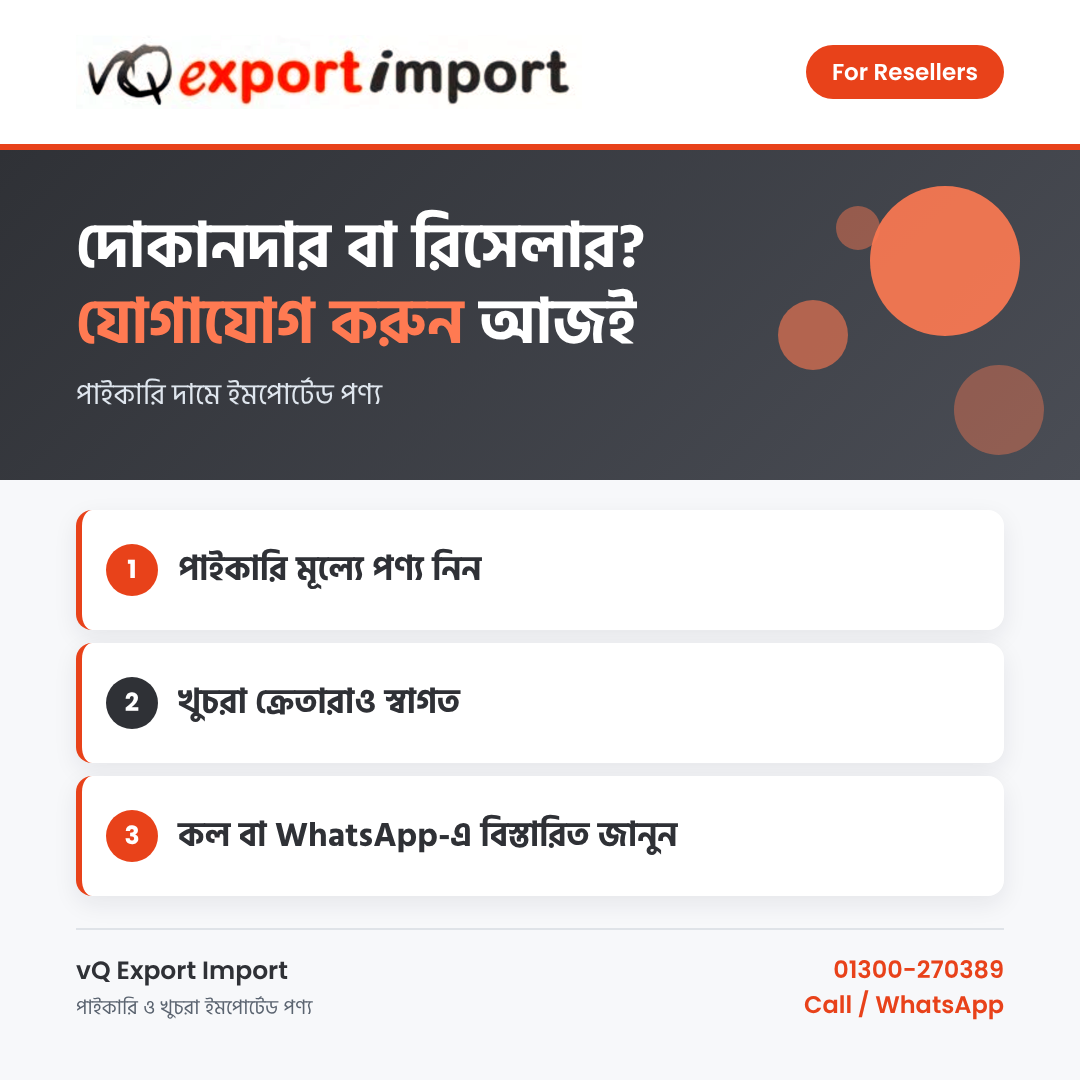 vQ export import
For Resellers
দোকানদার বা রিসেলার?
যোগাযোগ করুন আজই
পাইকারি দামে ইমপোর্টেড পণ্য
1 পাইকারি মূল্যে পণ্য নিন
2 খুচরা ক্রেতারাও স্বাগত
3 কল বা WhatsApp-এ বিস্তারিত জানুন
vQ Export Import
01300-270389
পাইকারি ও খুচরা ইমপোর্টেড পণ্য
Call / WhatsApp